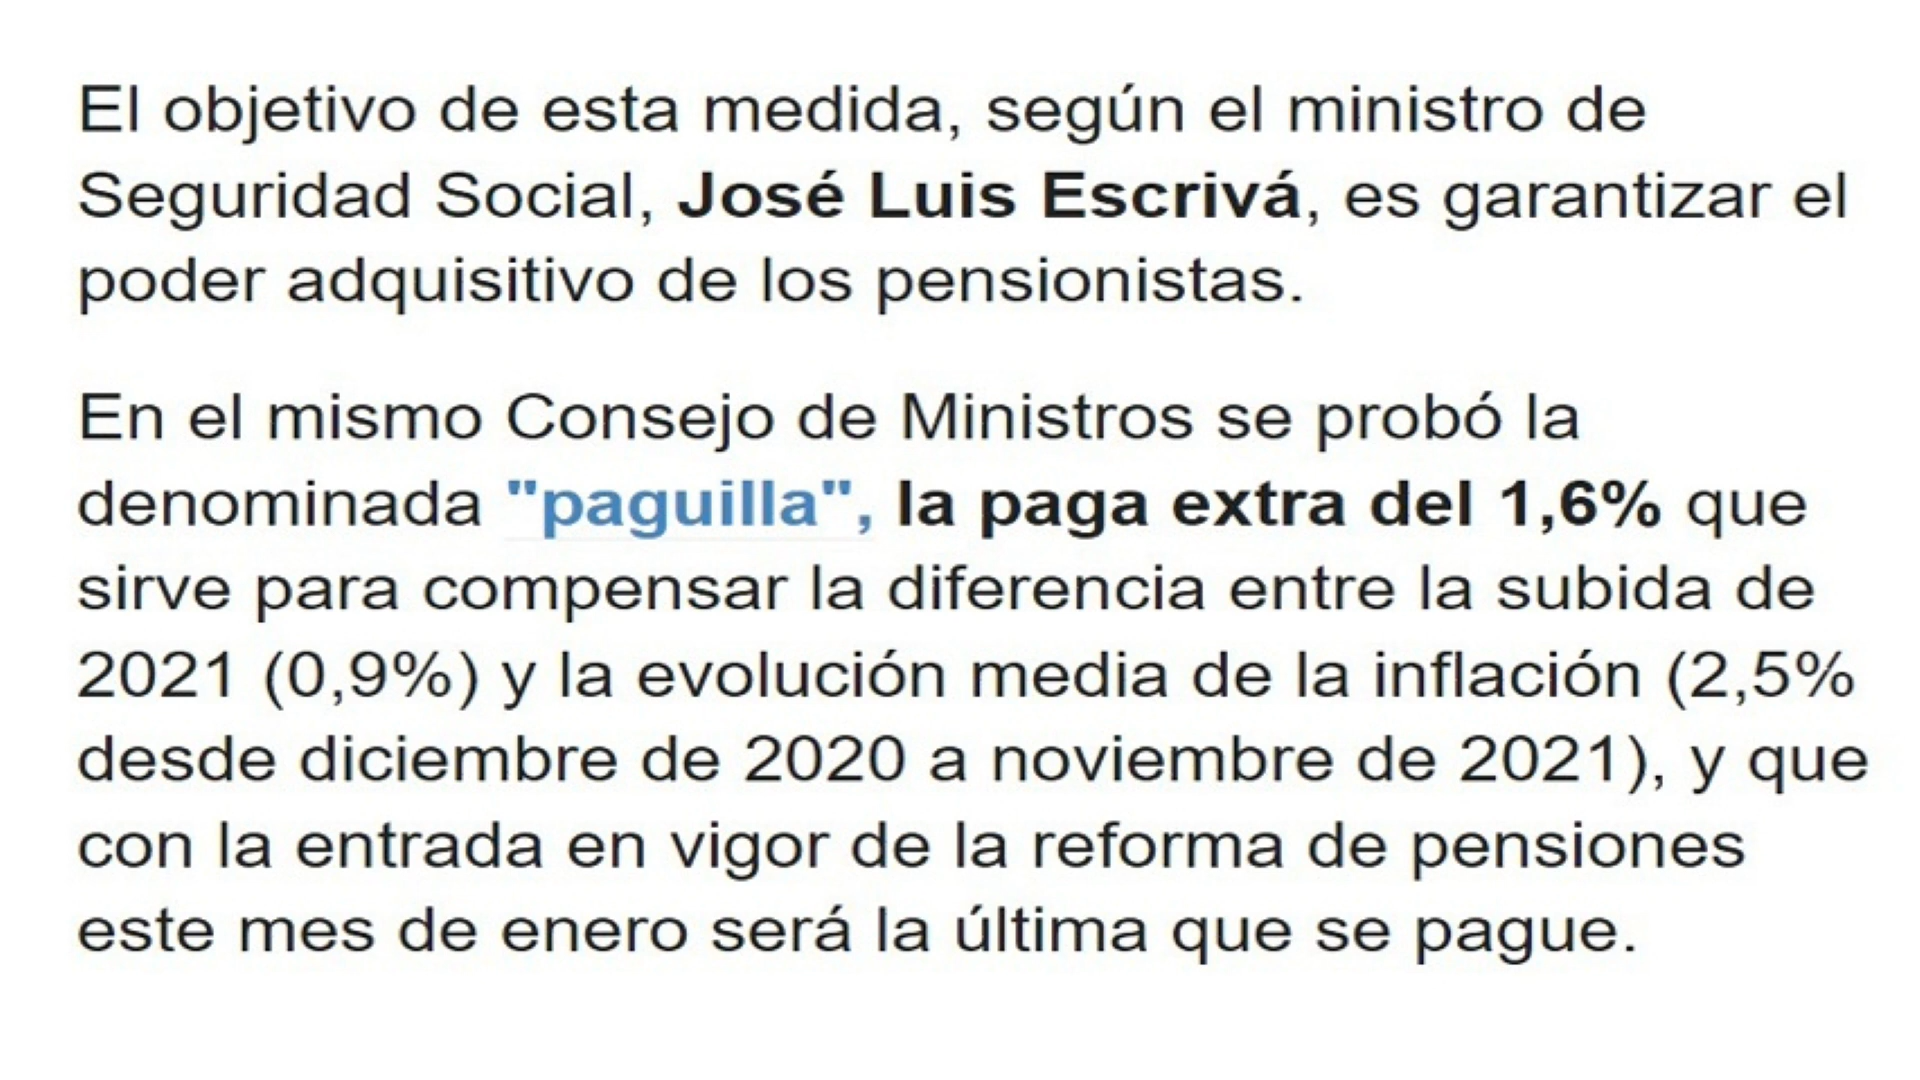 El objetivo de esta medida, según el ministro de
Seguridad Social, José Luis Escrivá, es garantizar el
poder adquisitivo de los pensionistas.
En el mismo Consejo de Ministros se probó la
denominada "paguilla", la paga extra del 1,6% que
sirve para compensar la diferencia entre la subida de
2021 (0,9%) y la evolución media de la inflación (2,5%
desde diciembre de 2020 a noviembre de 2021), y que
con la entrada en vigor de la reforma de pensiones
este mes de enero será la última que se pague.